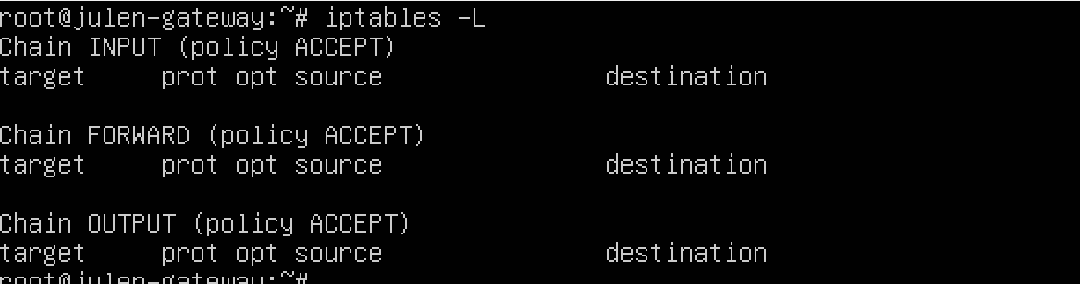 root@julen-gateway:~# iptables -L
Chain INPUT (policy ACCEPT)
target     prot opt source               destination

Chain FORWARD (policy ACCEPT)
target     prot opt source               destination

Chain OUTPUT (policy ACCEPT)
target     prot opt source               destination
root@julen-gateway:~#